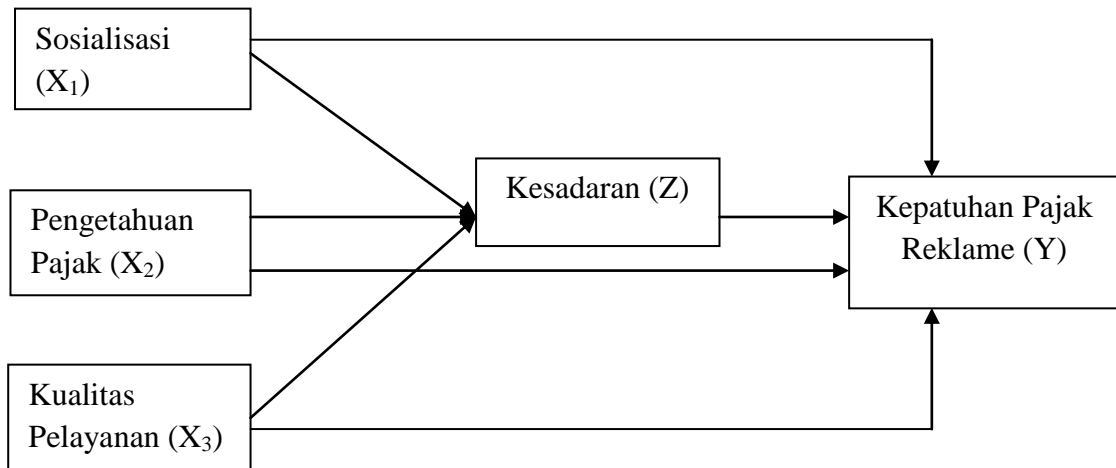 Sosialisasi
(X₁)
Pengetahuan
Pajak (X₂)
Kualitas
Pelayanan (X₃)
Kesadaran (Z)
Kepatuhan Pajak
Reklame (Y)